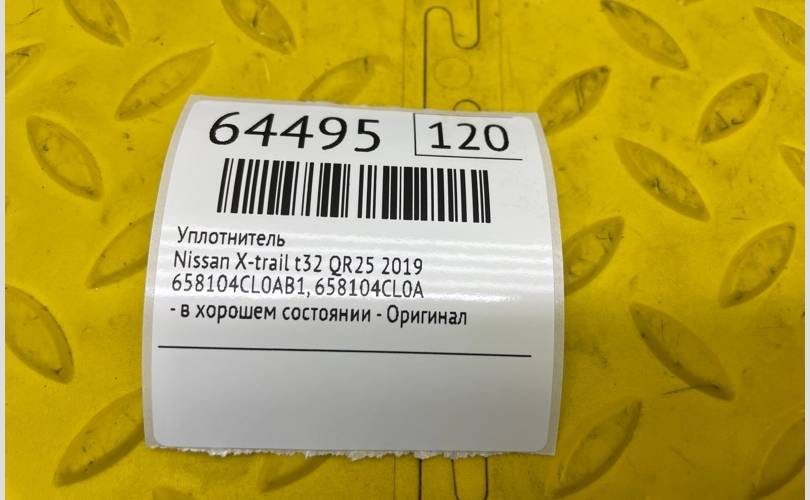 64495 120
Уплотнитель
Nissan X-trail t32 QR25 2019
658104CL0AB1, 658104CL0A
- в хорошем состоянии - Оригинал